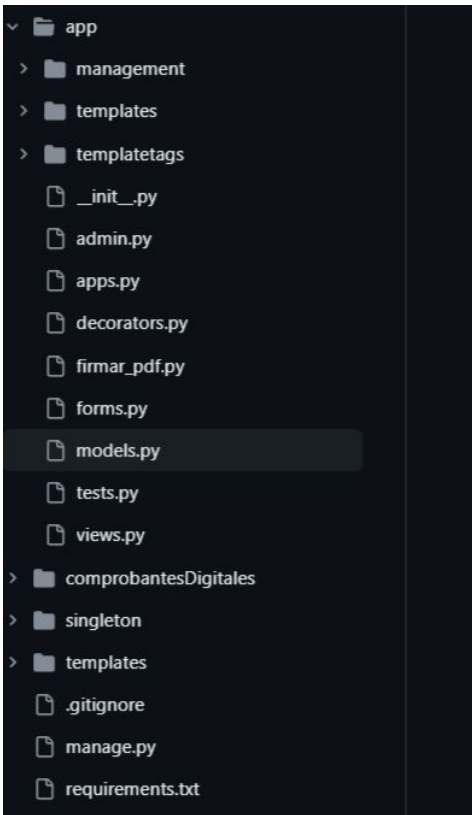 app
management
templates
templatetags
__init__.py
admin.py
apps.py
decorators.py
firmar_pdf.py
forms.py
models.py
tests.py
views.py
comprobantesDigitales
singleton
templates
.gitignore
manage.py
requirements.txt